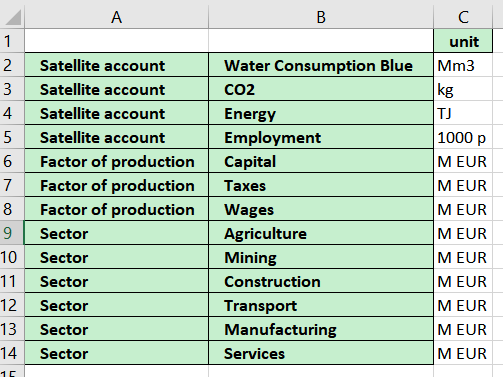 A B C
1 unit
2 Satellite account Water Consumption Blue Mm3
3 Satellite account CO2 kg
4 Satellite account Energy TJ
5 Satellite account Employment 1000 p
6 Factor of production Capital M EUR
7 Factor of production Taxes M EUR
8 Factor of production Wages M EUR
9 Sector Agriculture M EUR
10 Sector Mining M EUR
11 Sector Construction M EUR
12 Sector Transport M EUR
13 Sector Manufacturing M EUR
14 Sector Services M EUR
15